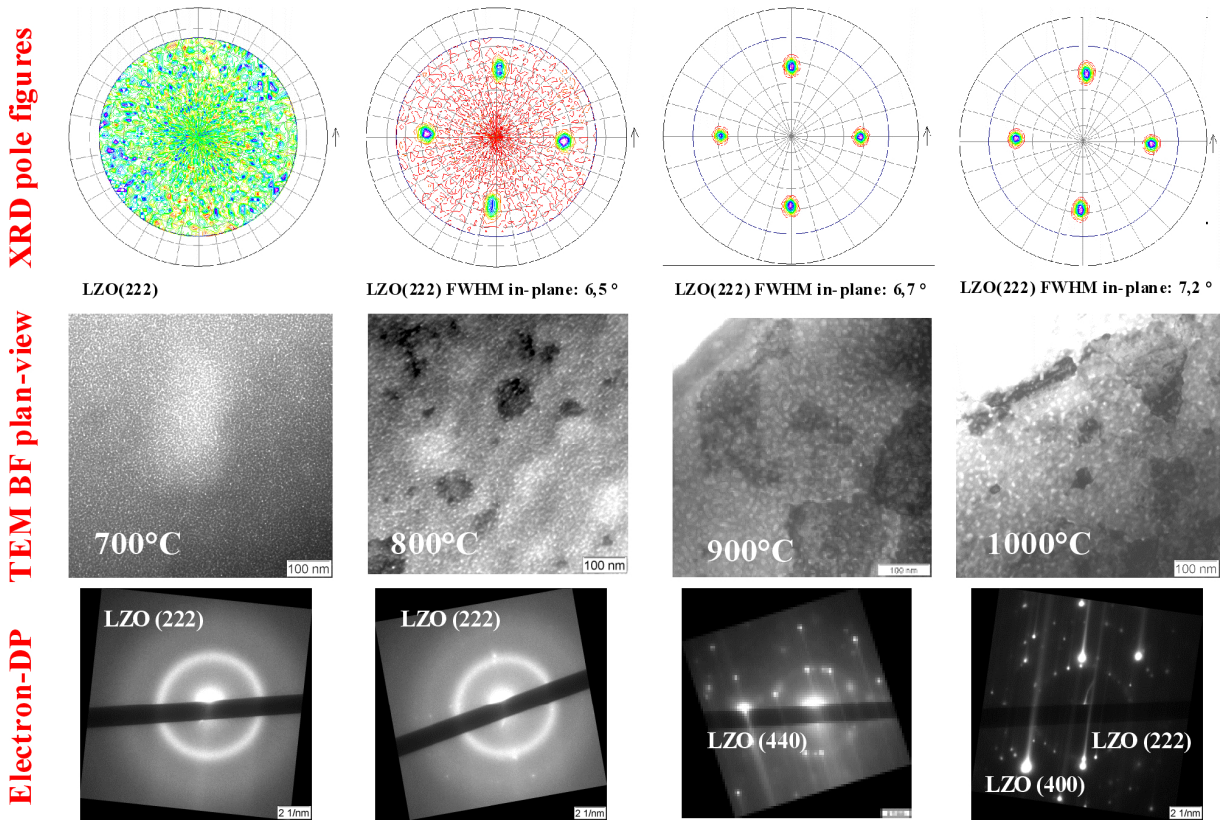 XRD pole figures
LZO(222)
LZO(222) FWHM in-plane: 6,5 °
LZO(222) FWHM in-plane: 6,7 °
LZO(222) FWHM in-plane: 7,2 °
TEM BF plan-view
700°C
100 nm
800°C
100 nm
900°C
100 nm
1000°C
100 nm
Electron-DP
LZO (222)
2 1/nm
LZO (222)
2 1/nm
LZO (440)
LZO (222)
LZO (400)
2 1/nm